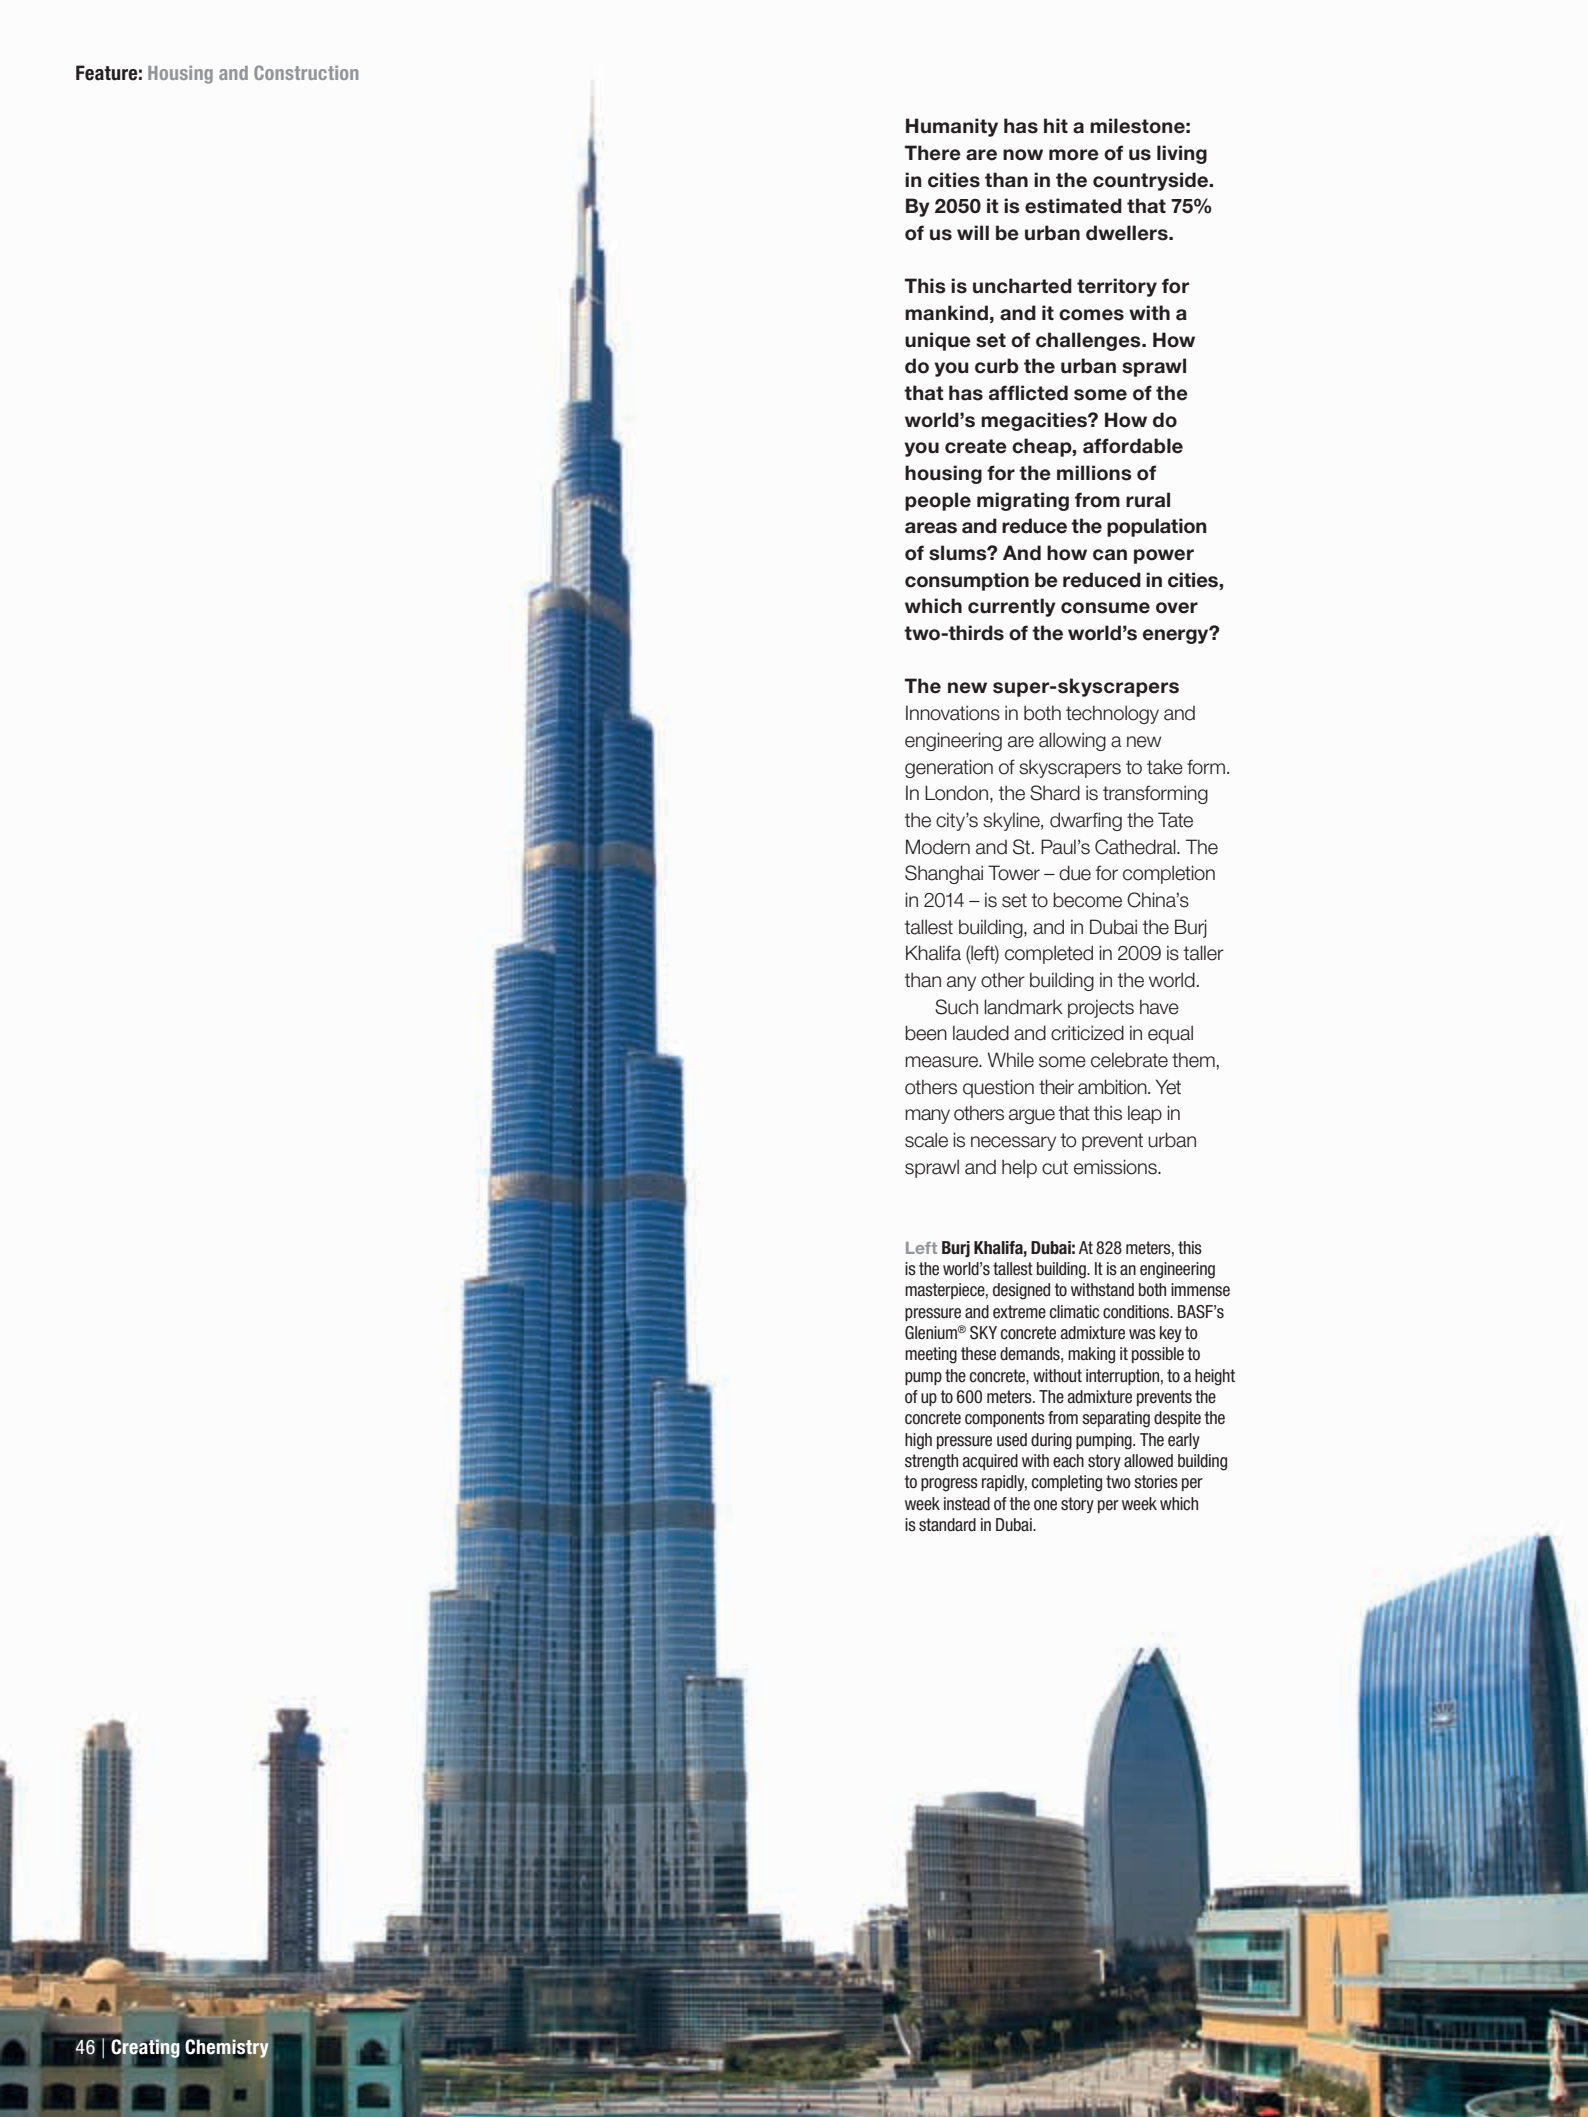 Feature: Housing and Construction
Humanity has hit a milestone:
There are now more of us living
in cities than in the countryside.
By 2050 it is estimated that 75%
of us will be urban dwellers.
This is uncharted territory for
mankind, and it comes with a
unique set of challenges. How
do you curb the urban sprawl
that has afflicted some of the
world’s megacities? How do
you create cheap, affordable
housing for the millions of
people migrating from rural
areas and reduce the population
of slums? And how can power
consumption be reduced in cities,
which currently consume over
two-thirds of the world’s energy?
The new super-skyscrapers
Innovations in both technology and
engineering are allowing a new
generation of skyscrapers to take form.
In London, the Shard is transforming
the city’s skyline, dwarfing the Tate
Modern and St. Paul’s Cathedral. The
Shanghai Tower – due for completion
in 2014 – is set to become China’s
tallest building, and in Dubai the Burj
Khalifa (left) completed in 2009 is taller
than any other building in the world.
Such landmark projects have
been lauded and criticized in equal
measure. While some celebrate them,
others question their ambition. Yet
many others argue that this leap in
scale is necessary to prevent urban
sprawl and help cut emissions.
Left Burj Khalifa, Dubai: At 828 meters, this
is the world’s tallest building. It is an engineering
masterpiece, designed to withstand both immense
pressure and extreme climatic conditions. BASF’s
Glenium® SKY concrete admixture was key to
meeting these demands, making it possible to
pump the concrete, without interruption, to a height
of up to 600 meters. The admixture prevents the
concrete components from separating despite the
high pressure used during pumping. The early
strength acquired with each story allowed building
to progress rapidly, completing two stories per
week instead of the one story per week which
is standard in Dubai.
46 | Creating Chemistry